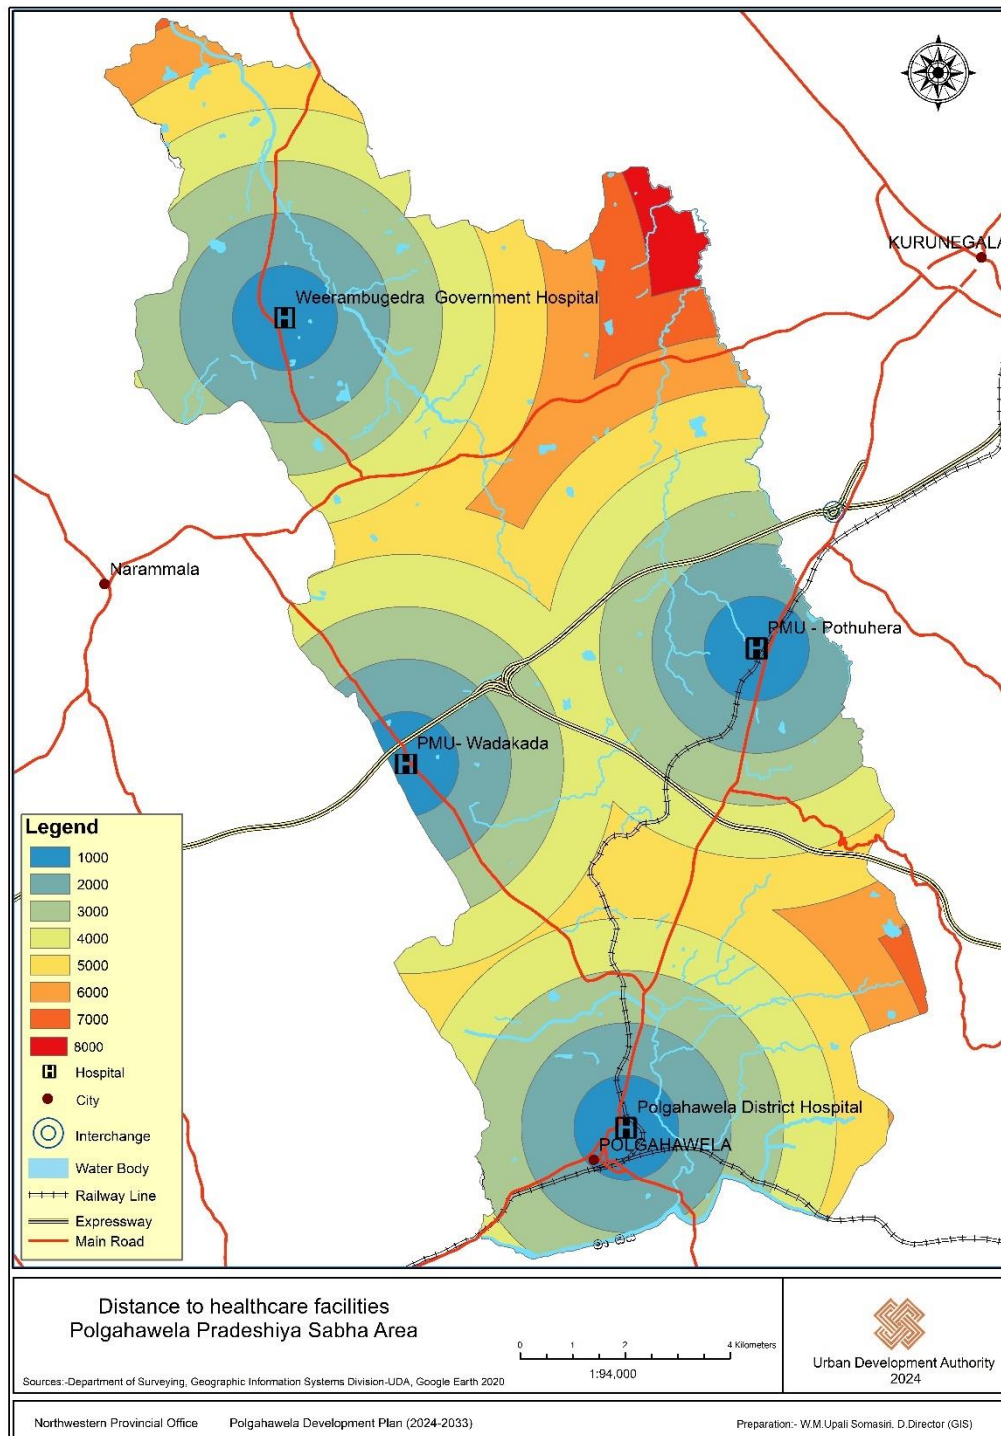 KURUNEGALA
Weerambugedra  Government Hospital
Narammala
PMU - Pothuhera
PMU- Wadakada
Polgahawela District Hospital
POLGAHAWELA
Legend
1000
2000
3000
4000
5000
6000
7000
8000
H Hospital
City
Interchange
Water Body
Railway Line
Expressway
Main Road
Distance to healthcare facilities
Polgahawela Pradeshiya Sabha Area
0 1 2 4 Kilometers
1:94,000
Sources:-Department of Surveying, Geographic Information Systems Division-UDA, Google Earth 2020
Urban Development Authority
2024
Northwestern Provincial Office
Polgahawela Development Plan (2024-2033)
Preparation:- W.M.Upali Somasiri. D.Director (GIS)